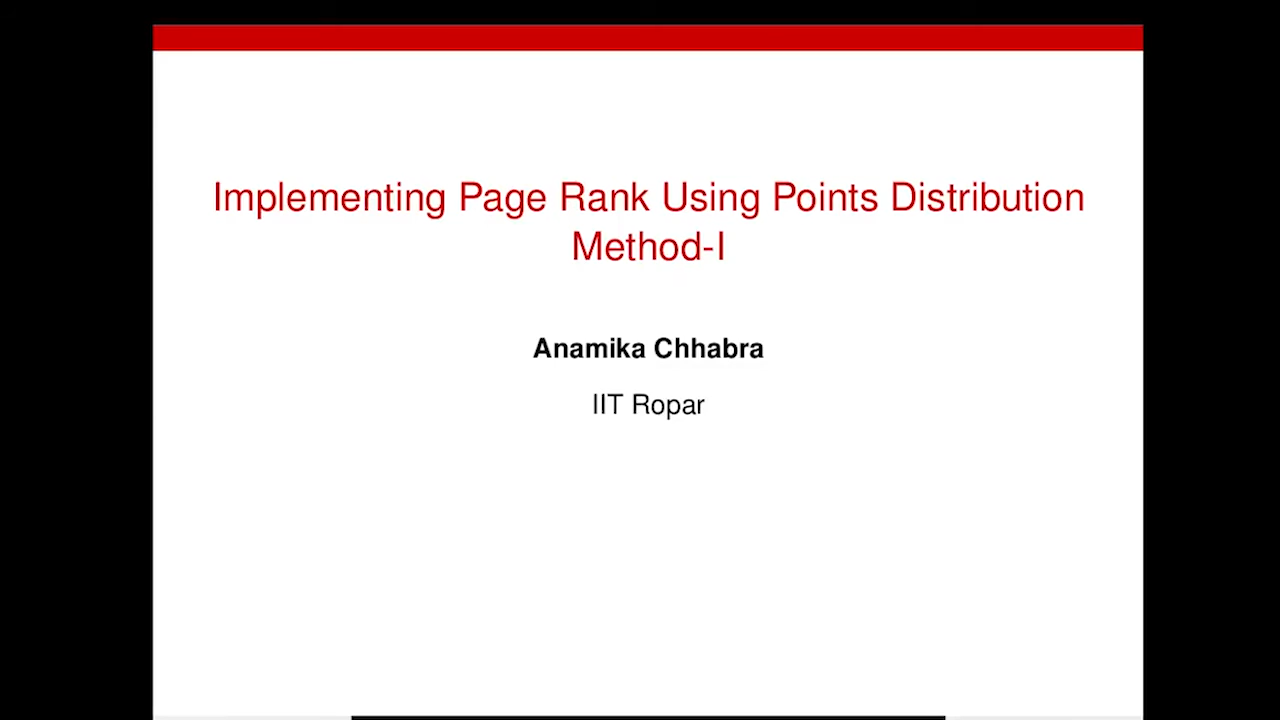 Implementing Page Rank Using Points Distribution
Method-I
Anamika Chhabra
IIT Ropar